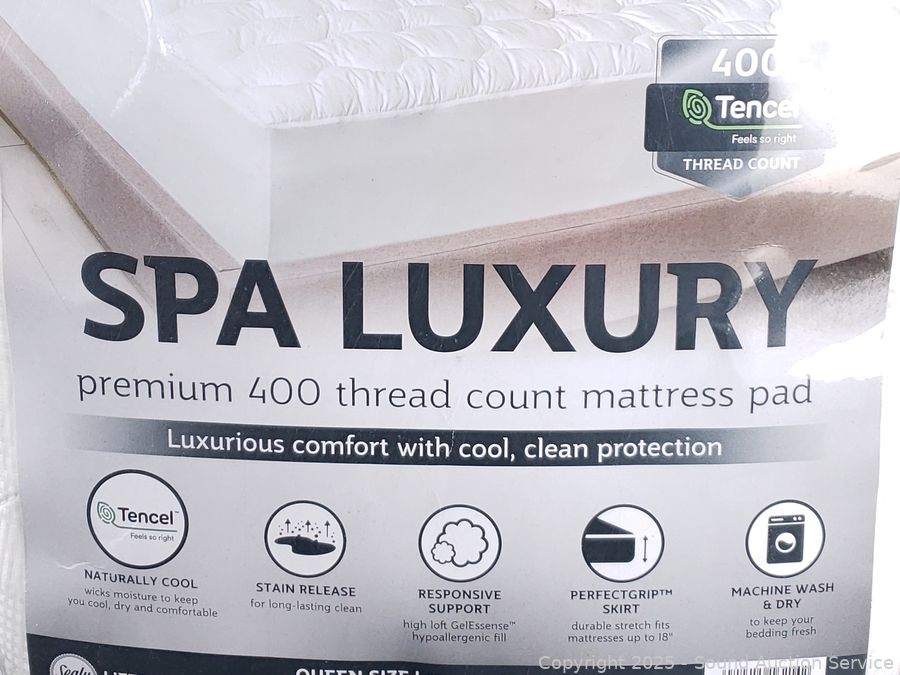 400
Tencel
Feels so right
THREAD COUNT
SPA LUXURY
premium 400 thread count mattress pad
Luxurious comfort with cool, clean protection
Tencel™
Feels so right
NATURALLY COOL
wicks moisture to keep
you cool, dry and comfortable
STAIN RELEASE
for long-lasting clean
RESPONSIVE
SUPPORT
high loft GelEssense™
hypoallergenic fill
PERFECTGRIP™
SKIRT
durable stretch fits
mattresses up to 18"
MACHINE WASH
& DRY
to keep your
bedding fresh
Sealy
QUEEN SIZE
Copyright 2025 - Sound Auction Service